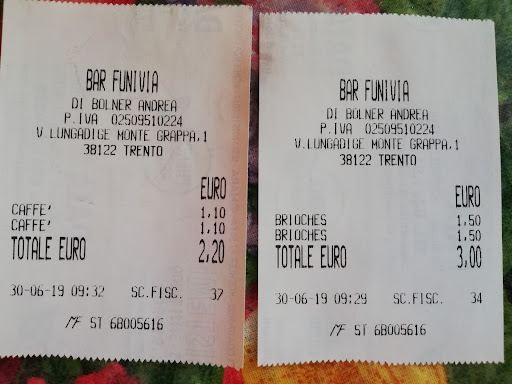 BAR FUNIVIA
DI BOLNER ANDREA
P.IVA 02509510224
V.LUNGADIGE MONTE GRAPPA,1
38122 TRENTO
EURO
CAFFE' 1,10
CAFFE' 1,10
TOTALE EURO 2,20
30-06-19 09:32 SC.FISC. 37
MF ST 6B005616
BAR FUNIVIA
DI BOLNER ANDREA
P.IVA 02509510224
V.LUNGADIGE MONTE GRAPPA,1
38122 TRENTO
EURO
BRIOCHES 1,50
BRIOCHES 1,50
TOTALE EURO 3,00
30-06-19 09:29 SC.FISC. 34
MF ST 6B005616